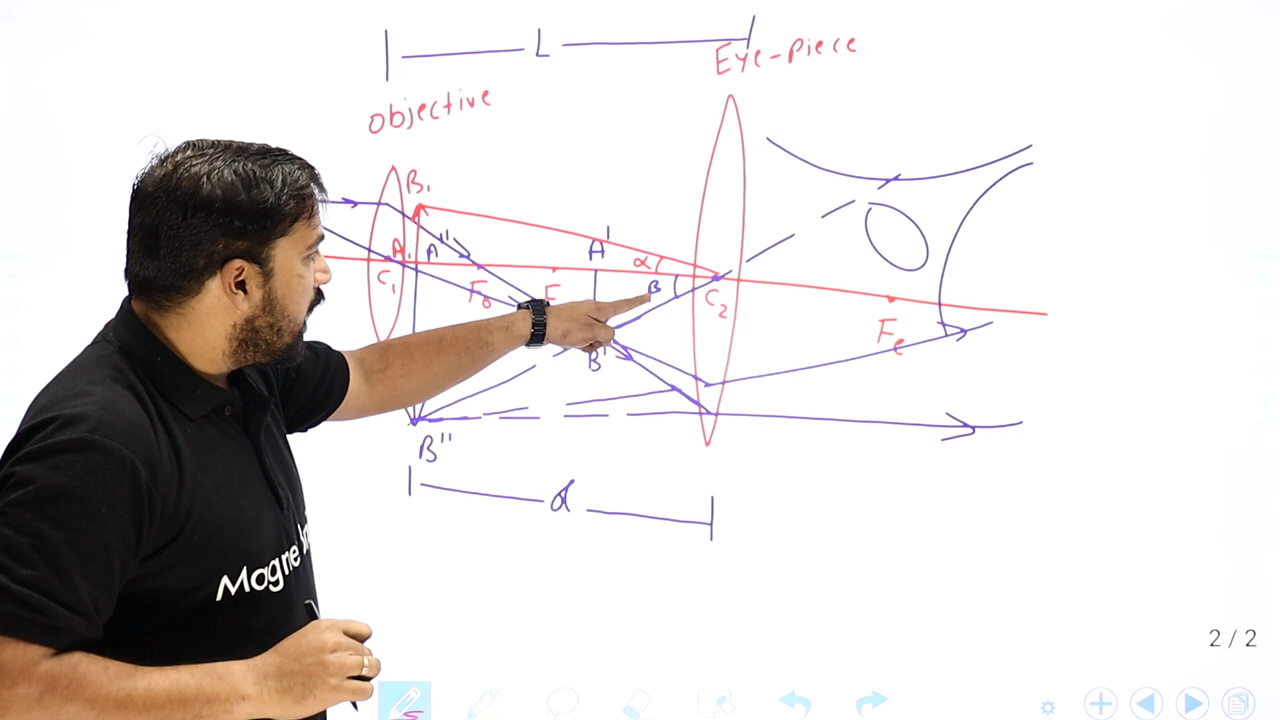 L
Eye-piece
objective
B₁
A₁
A''
A'
α
C₁
F₀
F
β
C₂
Fₑ
B'
B''
d
Magne
2 / 2